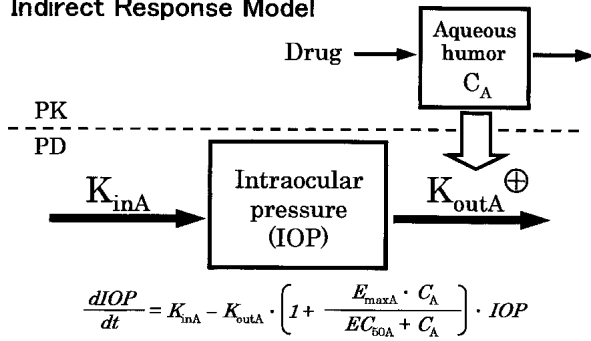 Indirect Response Model
Drug
Aqueous
humor
C_A
PK
PD
K_inA
Intraocular
pressure
(IOP)
K_outA ⊕
dIOP/dt = K_inA − K_outA · (1 + E_maxA · C_A / EC_50A + C_A) · IOP